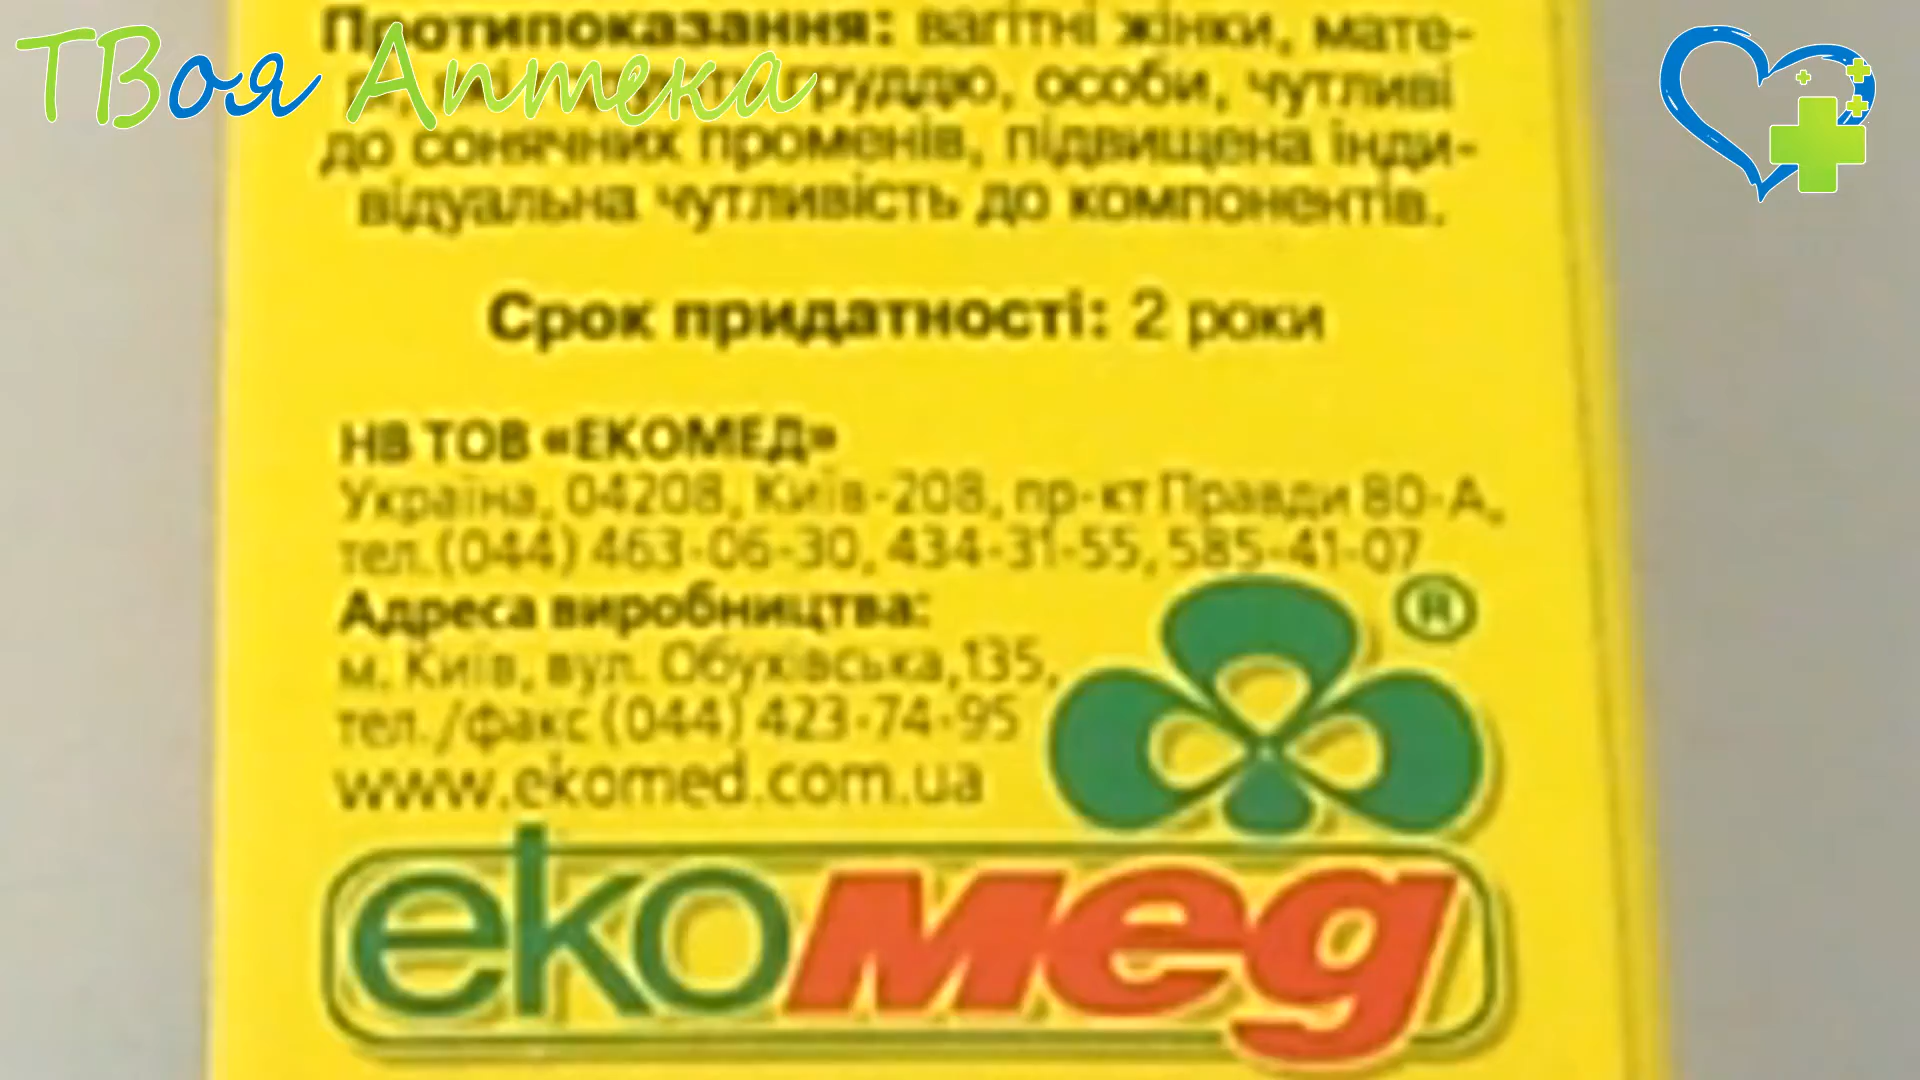 ТВоя Аптека
Протипоказання: вагітні жінки, мате-
груддю, особи, чутливі
до сонячних променів, підвищена інди-
відуальна чутливість до компонентів.
Срок придатності: 2 роки
НВ ТОВ «ЕКОМЕД»
Україна, 04208, Київ-208, пр-кт Правди 80-А,
тел.(044) 463-06-30, 434-31-55, 585-41-07
Адреса виробництва:
м. Київ, вул. Обухівська,135,
тел./факс (044) 423-74-95
www.ekomed.com.ua
®
екомед